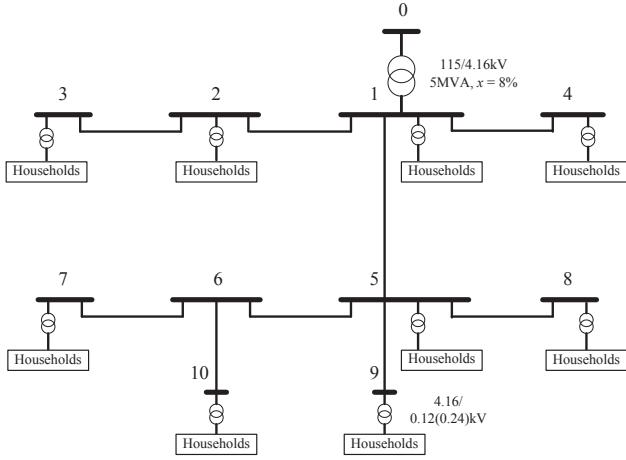 0
115/4.16kV
5MVA, x = 8%
3 2 1 4
Households Households Households Households
7 6 5 8
Households Households Households
10 9
4.16/
0.12(0.24)kV
Households Households